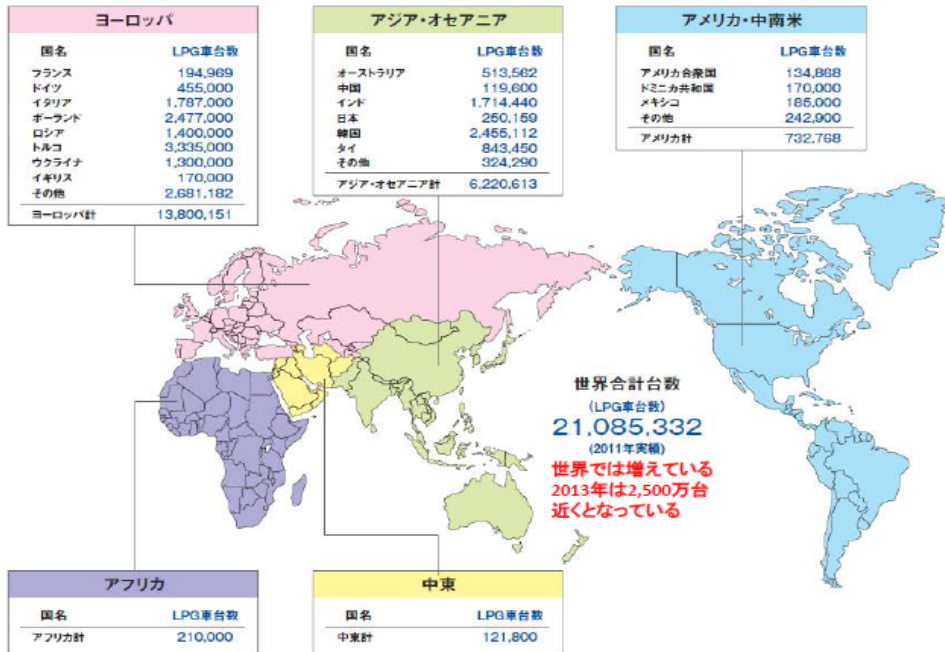 ヨーロッパ
国名 LPG車台数
フランス 194,969
ドイツ 455,000
イタリア 1,787,000
ポーランド 2,477,000
ロシア 1,400,000
トルコ 3,335,000
ウクライナ 1,300,000
イギリス 170,000
その他 2,681,182
ヨーロッパ計 13,800,151
アジア・オセアニア
国名 LPG車台数
オーストラリア 513,562
中国 119,600
インド 1,714,440
日本 250,159
韓国 2,455,112
タイ 843,450
その他 324,290
アジア・オセアニア計 6,220,613
アメリカ・中南米
国名 LPG車台数
アメリカ合衆国 134,868
ドミニカ共和国 170,000
メキシコ 185,000
その他 242,900
アメリカ計 732,768
世界合計台数
(LPG車台数)
21,085,332
(2011年実績)
世界では増えている
2013年は2,500万台
近くとなっている
アフリカ
国名 LPG車台数
アフリカ計 210,000
中東
国名 LPG車台数
中東計 121,800